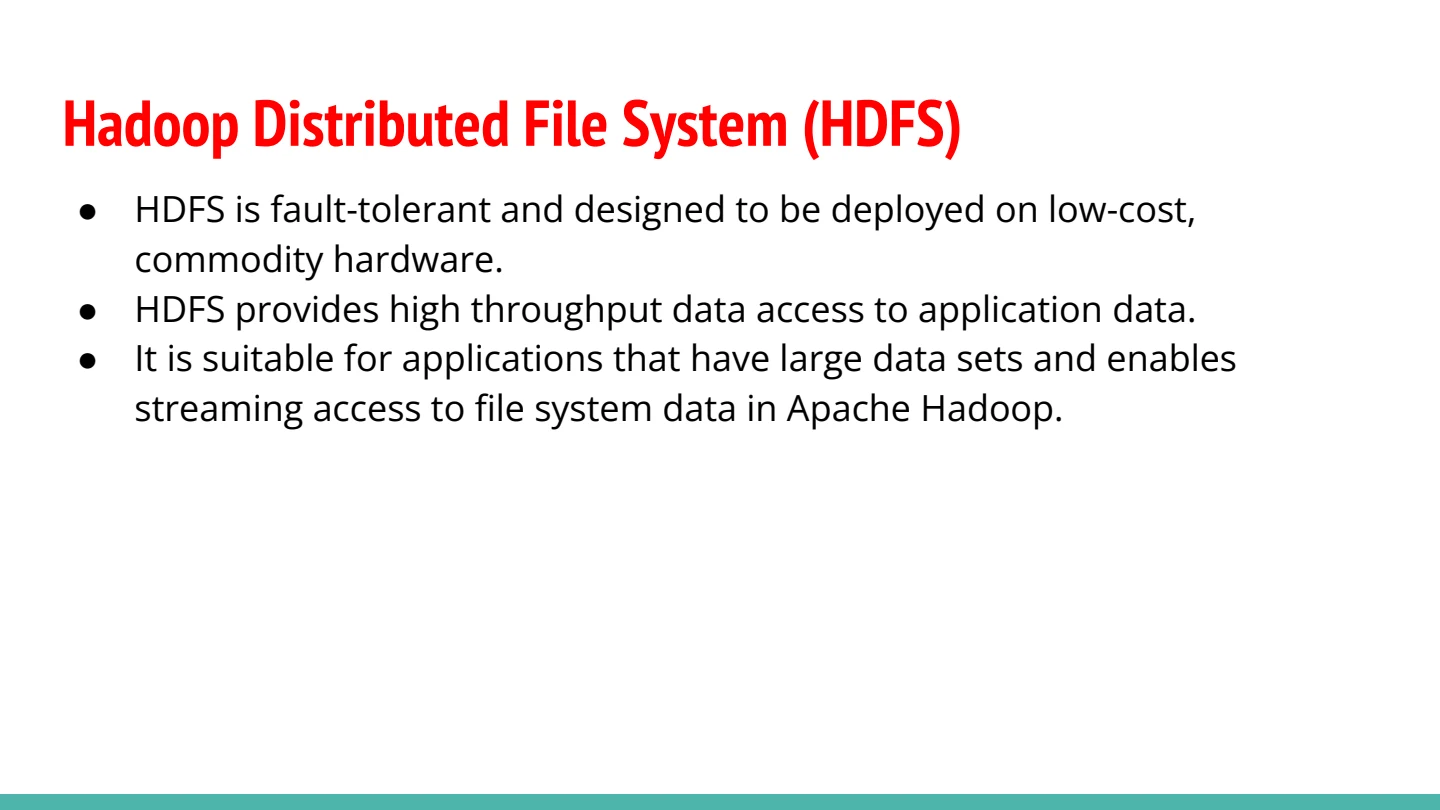 Hadoop Distributed File System (HDFS)
● HDFS is fault-tolerant and designed to be deployed on low-cost,
commodity hardware.
● HDFS provides high throughput data access to application data.
● It is suitable for applications that have large data sets and enables
streaming access to file system data in Apache Hadoop.